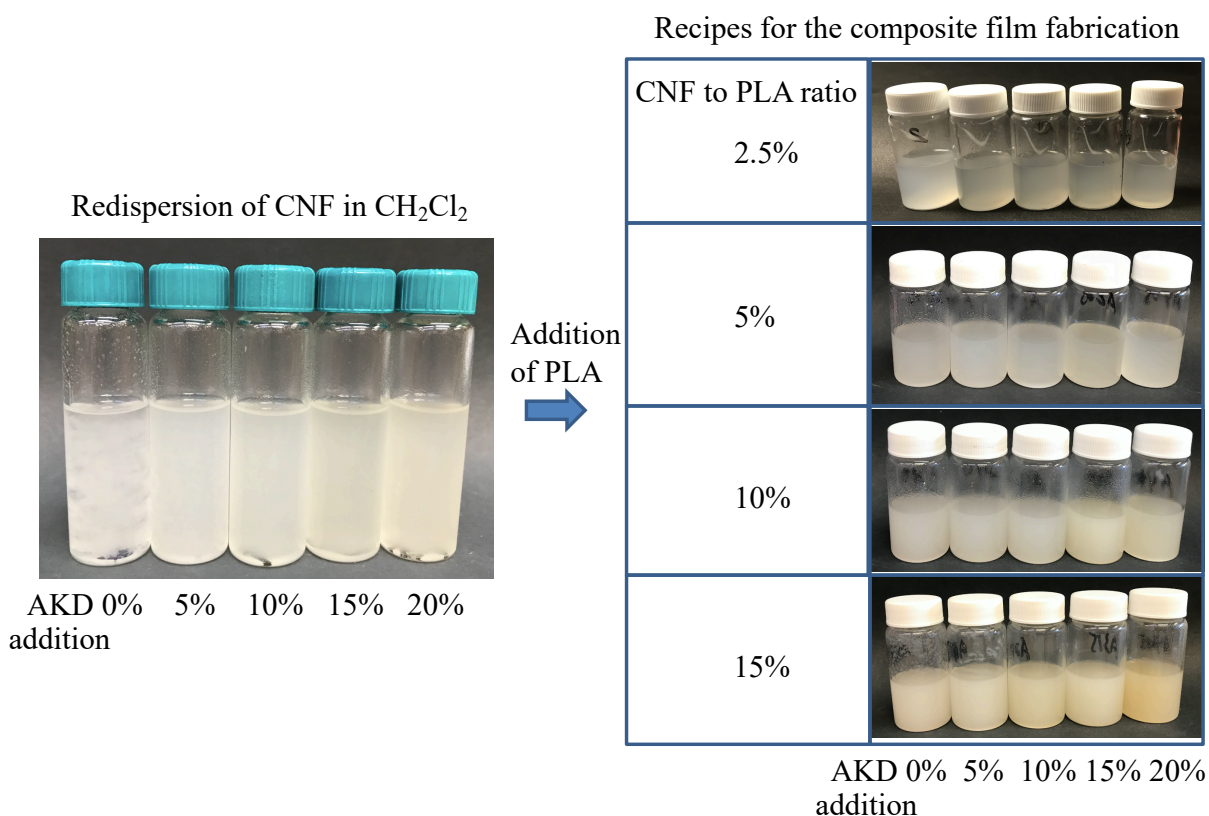 Recipes for the composite film fabrication
CNF to PLA ratio
2.5%
Redispersion of CNF in CH₂Cl₂
5%
Addition
of PLA
10%
AKD 0% 5% 10% 15% 20%
addition
15%
AKD 0% 5% 10% 15% 20%
addition